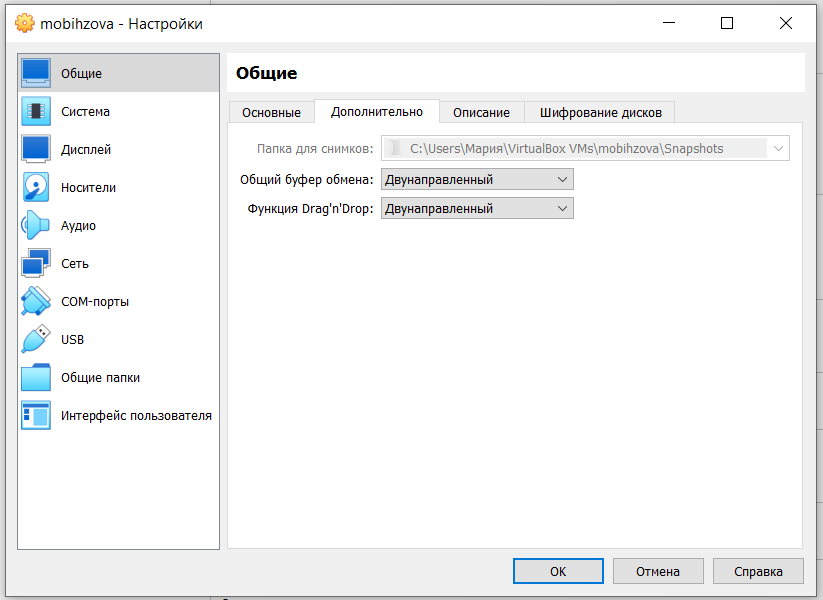 mobihzova - Настройки
Общие
Система
Дисплей
Носители
Аудио
Сеть
COM-порты
USB
Общие папки
Интерфейс пользователя
Общие
Основные Дополнительно Описание Шифрование дисков
Папка для снимков: C:\Users\Мария\VirtualBox VMs\mobihzova\Snapshots
Общий буфер обмена: Двунаправленный
Функция Drag'n'Drop: Двунаправленный
ОК Отмена Справка